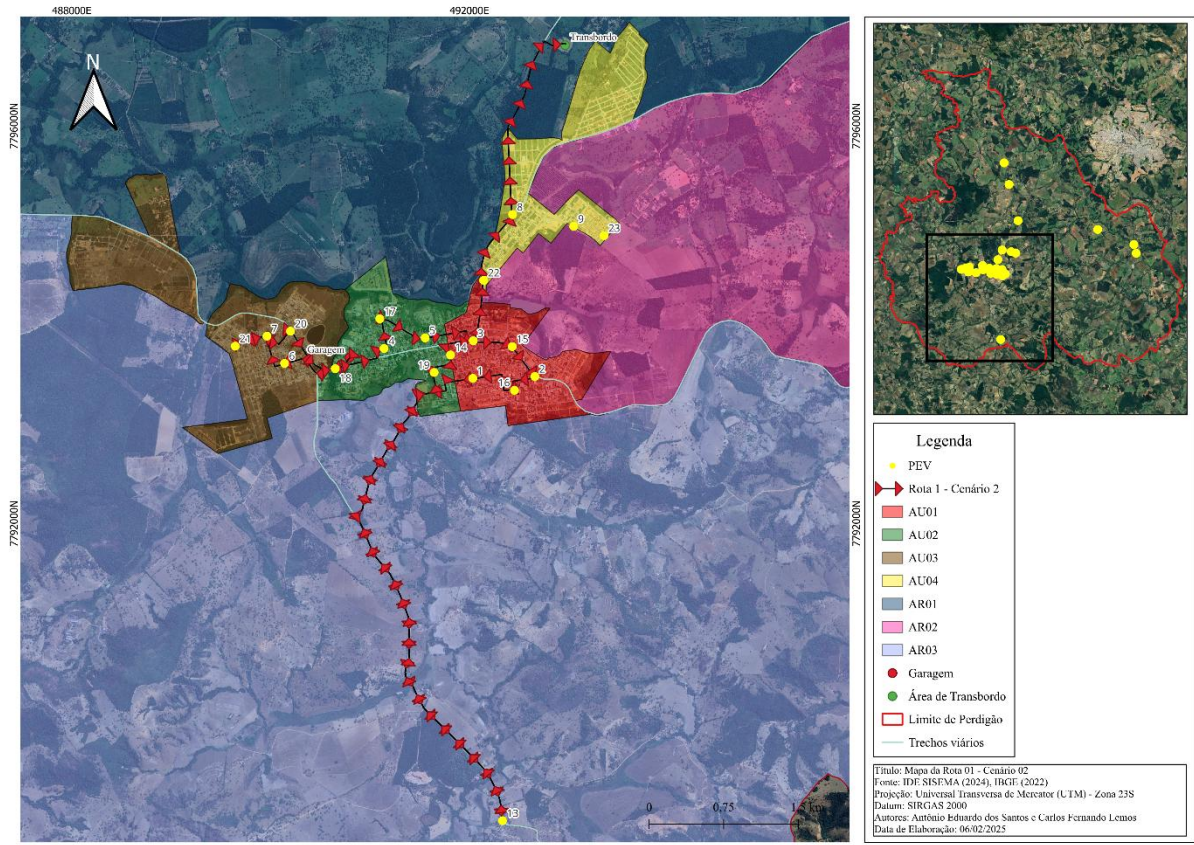 488000E
492000E
N
7796000N
7796000N
7792000N
7792000N
Transbordo
8
9
23
22
17
5
3
15
21
7
20
6
Garagem
18
4
14
19
1
16
2
13
0
0,75
km
Legenda
PEV
Rota 1 - Cenário 2
AU01
AU02
AU03
AU04
AR01
AR02
AR03
Garagem
Área de Transbordo
Limite de Perdigão
Trechos viários
Título: Mapa da Rota 01 - Cenário 02
Fonte: IDE SISEMA (2024), IBGE (2022)
Projeção: Universal Transversa de Mercator (UTM) - Zona 23S
Datum: SIRGAS 2000
Autores: Antônio Eduardo dos Santos e Carlos Fernando Lemos
Data de Elaboração: 06/02/2025